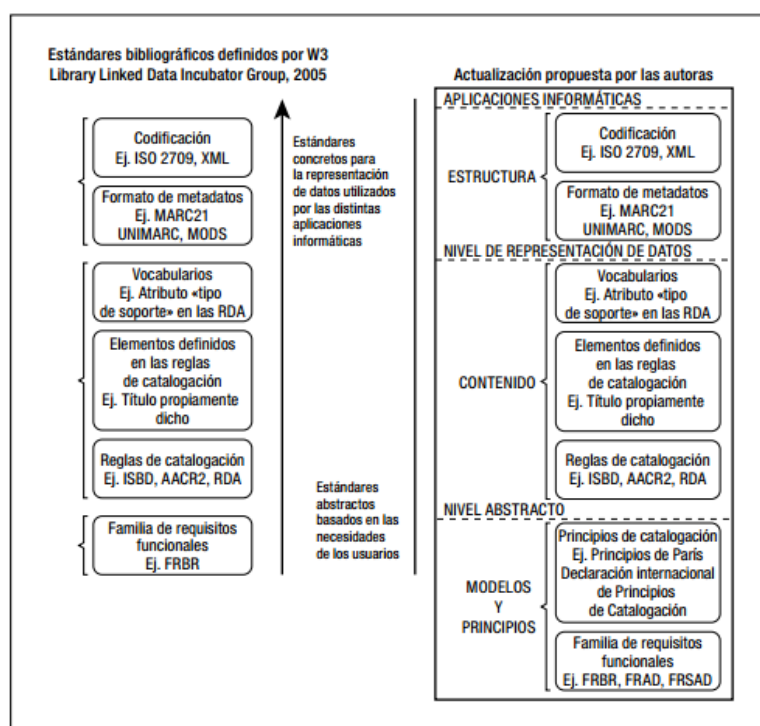 Estándares bibliográficos definidos por W3
Library Linked Data Incubator Group, 2005
Codificación
Ej. ISO 2709, XML
Formato de metadatos
Ej. MARC21
UNIMARC, MODS
Vocabularios
Ej. Atributo «tipo
de soporte» en las RDA
Elementos definidos
en las reglas
de catalogación
Ej. Título propiamente
dicho
Reglas de catalogación
Ej. ISBD, AACR2, RDA
Familia de requisitos
funcionales
Ej. FRBR
Estándares
concretos para
la representación
de datos utilizados
por las distintas
aplicaciones
informáticas
Estándares
abstractos
basados en las
necesidades
de los usuarios
Actualización propuesta por las autoras
APLICACIONES INFORMÁTICAS
ESTRUCTURA
Codificación
Ej. ISO 2709, XML
Formato de metadatos
Ej. MARC21
UNIMARC, MODS
NIVEL DE REPRESENTACIÓN DE DATOS
CONTENIDO
Vocabularios
Ej. Atributo «tipo
de soporte» en las RDA
Elementos definidos
en las reglas
de catalogación
Ej. Título propiamente
dicho
Reglas de catalogación
Ej. ISBD, AACR2, RDA
NIVEL ABSTRACTO
MODELOS
Y
PRINCIPIOS
Principios de catalogación
Ej. Principios de París
Declaración internacional
de Principios
de Catalogación
Familia de requisitos
funcionales
Ej. FRBR, FRAD, FRSAD